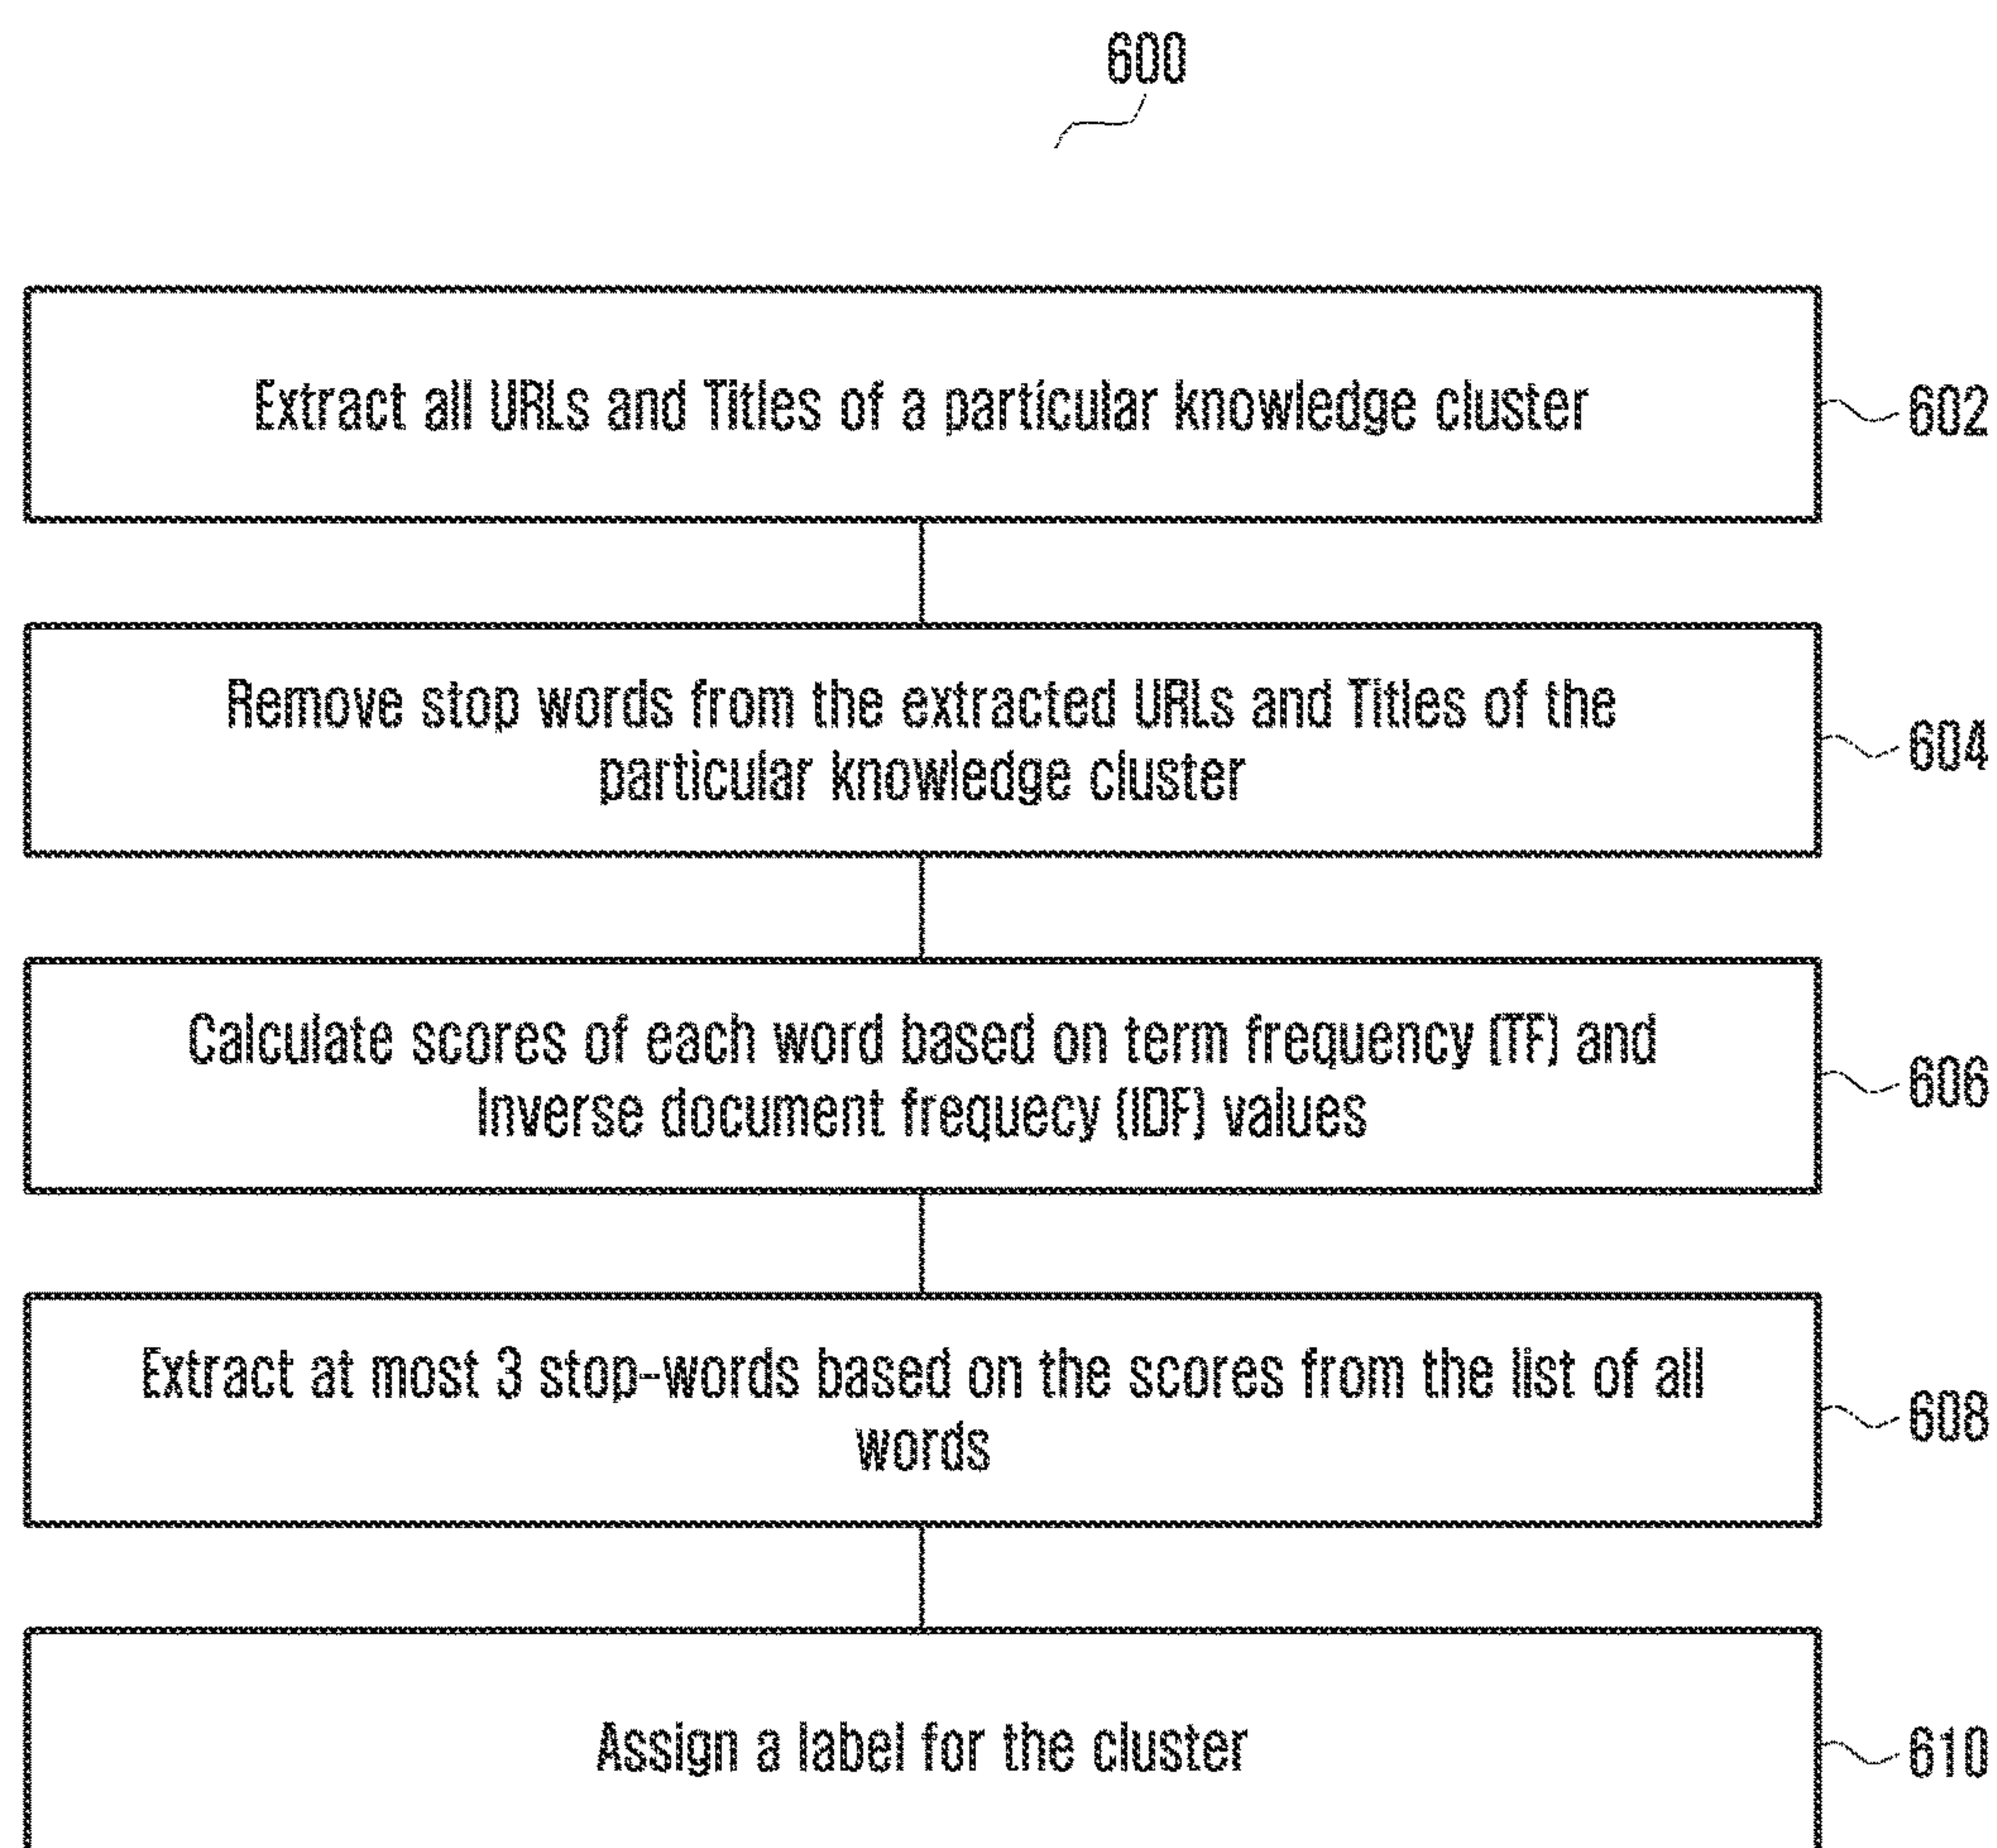 600
Extract all URLs and Titles of a particular knowledge cluster
602
Remove stop words from the extracted URLs and Titles of the
particular knowledge cluster
604
Calculate scores of each word based on term frequency (TF) and
Inverse document frequecy (IDF) values
606
Extract at most 3 stop-words based on the scores from the list of all
words
608
Assign a label for the cluster
610